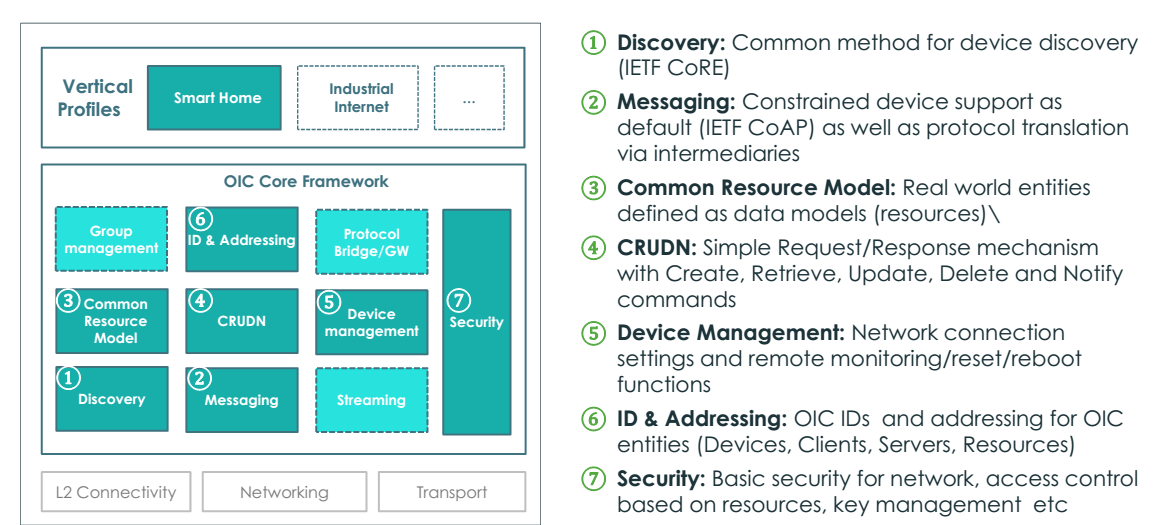 Vertical
Profiles
Smart Home
Industrial
Internet
...
OIC Core Framework
Group
management
⑥
ID & Addressing
Protocol
Bridge/GW
③ Common
Resource
Model
④
CRUDN
⑤ Device
management
⑦
Security
①
Discovery
②
Messaging
Streaming
L2 Connectivity
Networking
Transport
① Discovery: Common method for device discovery
(IETF CoRE)
② Messaging: Constrained device support as
default (IETF CoAP) as well as protocol translation
via intermediaries
③ Common Resource Model: Real world entities
defined as data models (resources)\
④ CRUDN: Simple Request/Response mechanism
with Create, Retrieve, Update, Delete and Notify
commands
⑤ Device Management: Network connection
settings and remote monitoring/reset/reboot
functions
⑥ ID & Addressing: OIC IDs  and addressing for OIC
entities (Devices, Clients, Servers, Resources)
⑦ Security: Basic security for network, access control
based on resources, key management  etc